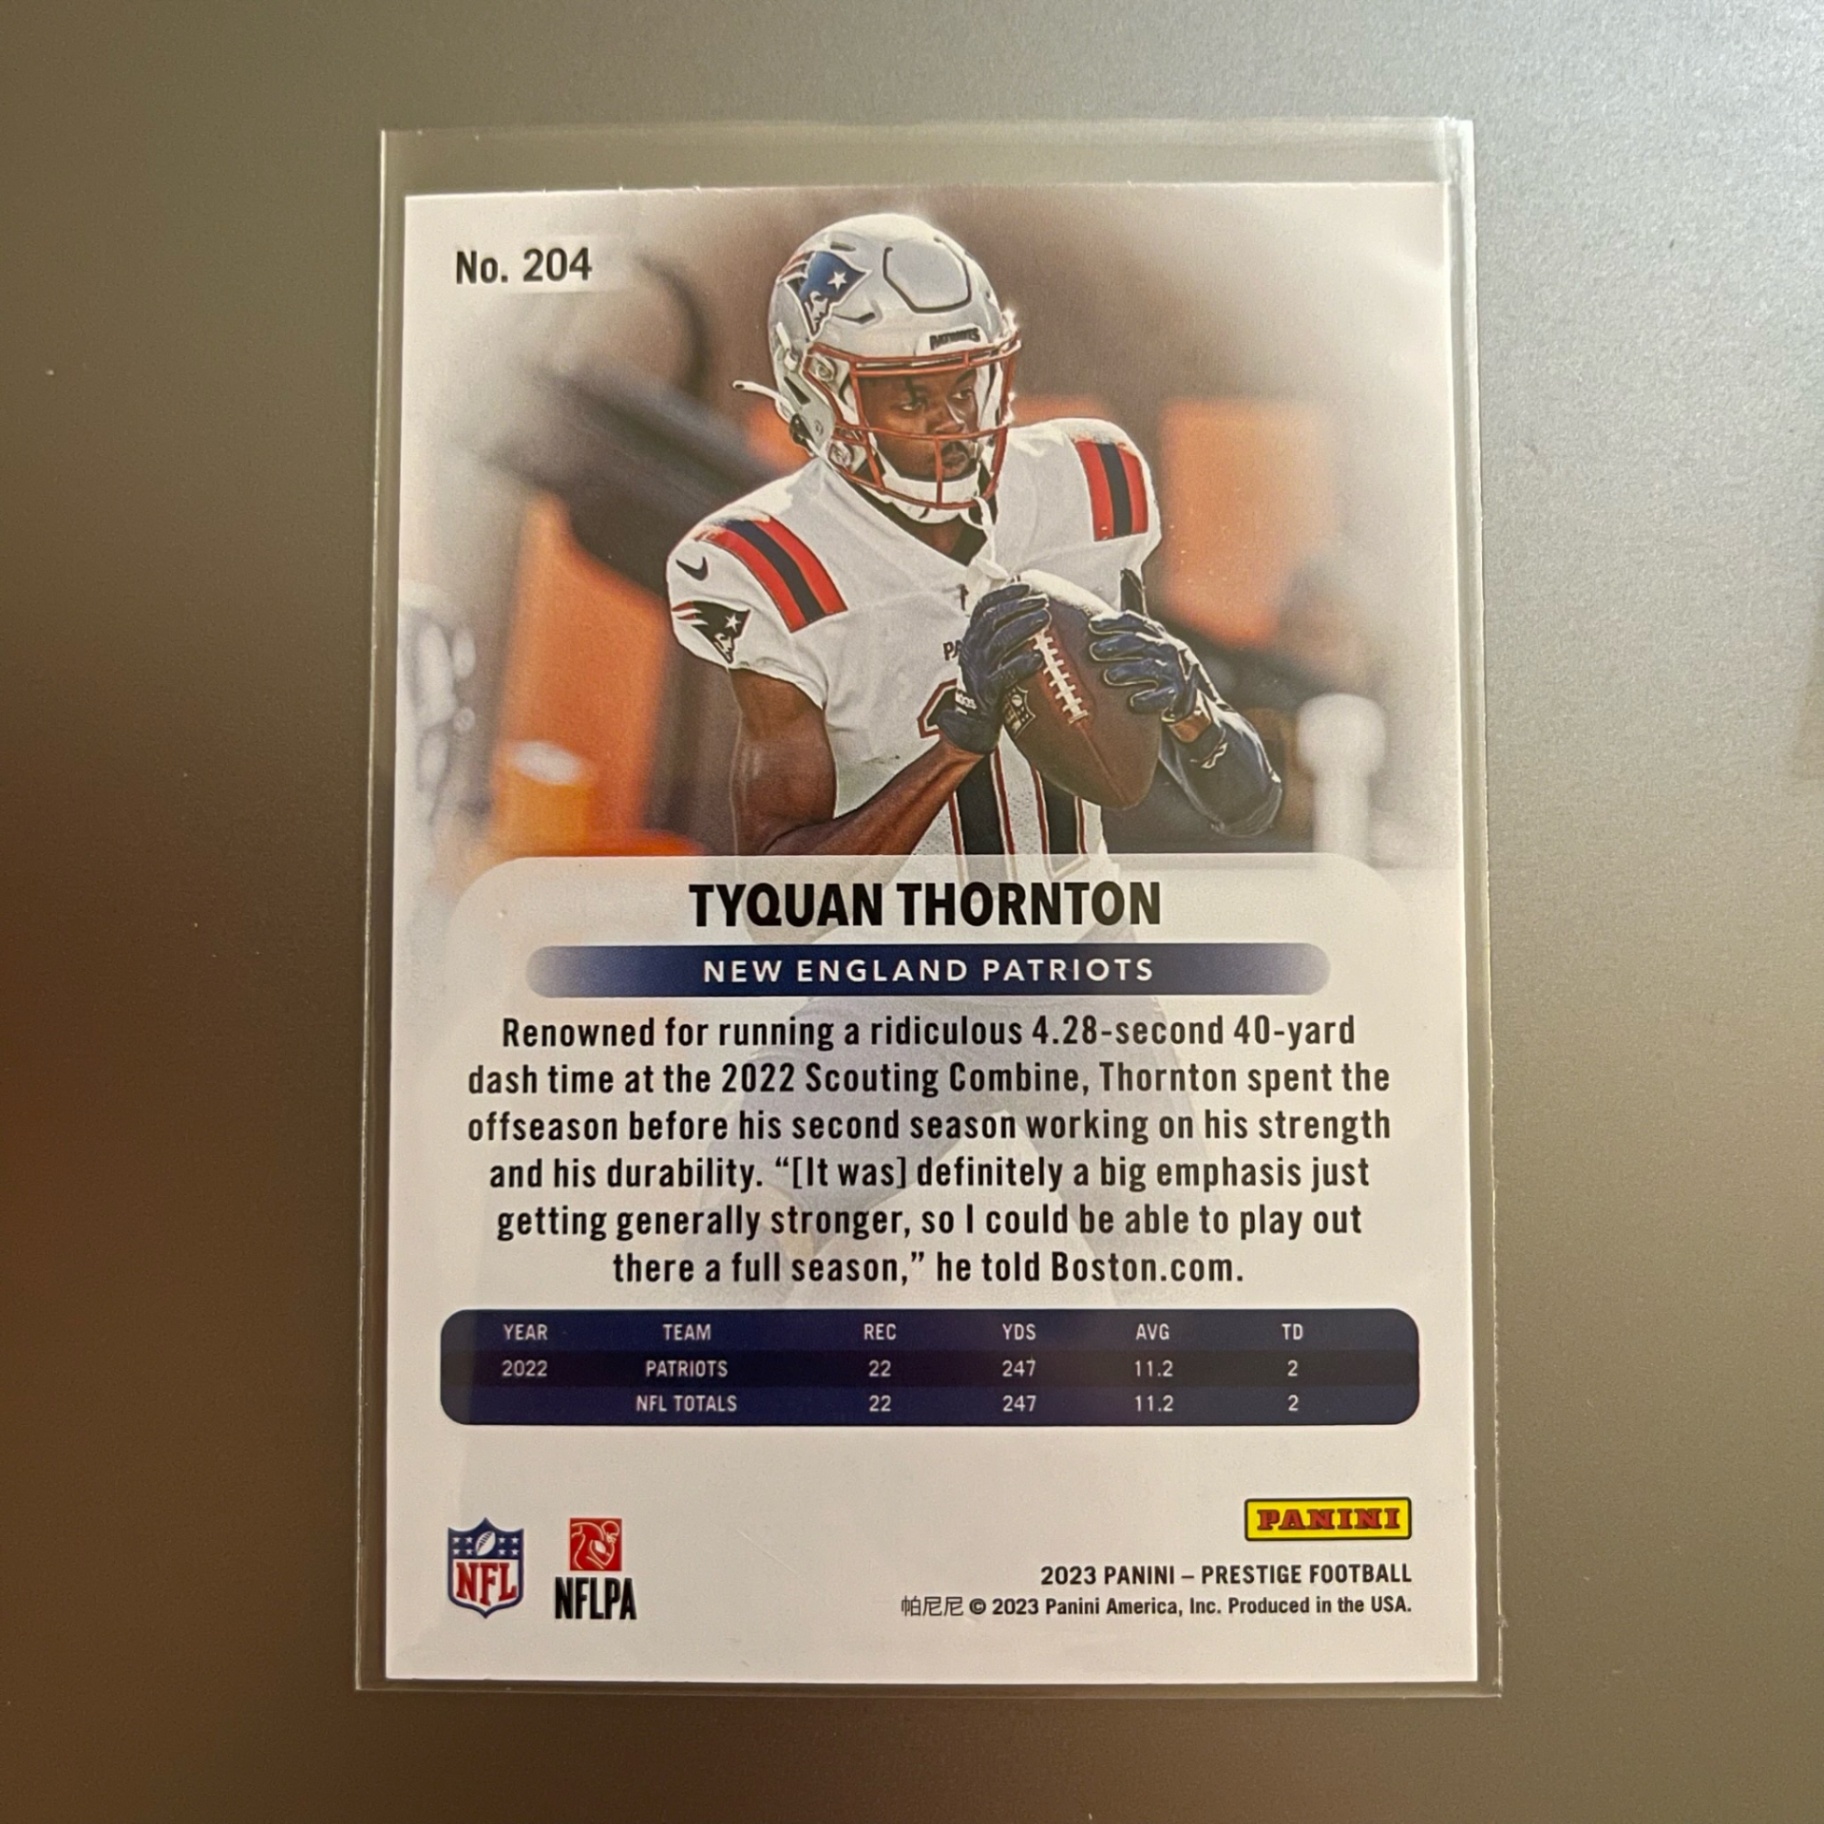 No. 204
PATRIOTS
TYQUAN THORNTON
NEW ENGLAND PATRIOTS
Renowned for running a ridiculous 4.28-second 40-yard
dash time at the 2022 Scouting Combine, Thornton spent the
offseason before his second season working on his strength
and his durability. “[It was] definitely a big emphasis just
getting generally stronger, so I could be able to play out
there a full season,” he told Boston.com.
YEAR TEAM REC YDS AVG TD
2022 PATRIOTS 22 247 11.2 2
NFL TOTALS 22 247 11.2 2
PANINI
NFL
NFLPA
2023 PANINI – PRESTIGE FOOTBALL
帕尼尼 © 2023 Panini America, Inc. Produced in the USA.